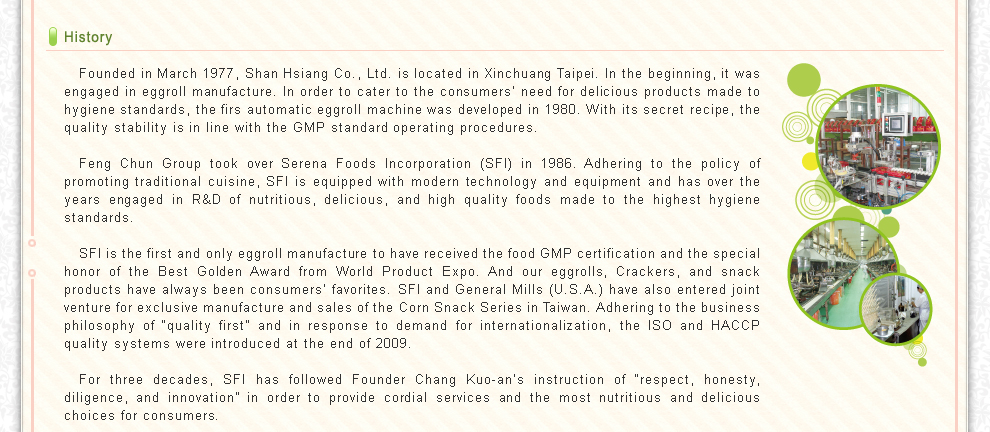 History
Founded in March 1977, Shan Hsiang Co., Ltd. is located in Xinchuang Taipei. In the beginning, it was
engaged in eggroll manufacture. In order to cater to the consumers' need for delicious products made to
hygiene standards, the firs automatic eggroll machine was developed in 1980. With its secret recipe, the
quality stability is in line with the GMP standard operating procedures.
Feng Chun Group took over Serena Foods Incorporation (SFI) in 1986. Adhering to the policy of
promoting traditional cuisine, SFI is equipped with modern technology and equipment and has over the
years engaged in R&D of nutritious, delicious, and high quality foods made to the highest hygiene
standards.
SFI is the first and only eggroll manufacture to have received the food GMP certification and the special
honor of the Best Golden Award from World Product Expo. And our eggrolls, Crackers, and snack
products have always been consumers' favorites. SFI and General Mills (U.S.A.) have also entered joint
venture for exclusive manufacture and sales of the Corn Snack Series in Taiwan. Adhering to the business
philosophy of "quality first" and in response to demand for internationalization, the ISO and HACCP
quality systems were introduced at the end of 2009.
For three decades, SFI has followed Founder Chang Kuo-an's instruction of "respect, honesty,
diligence, and innovation" in order to provide cordial services and the most nutritious and delicious
choices for consumers.